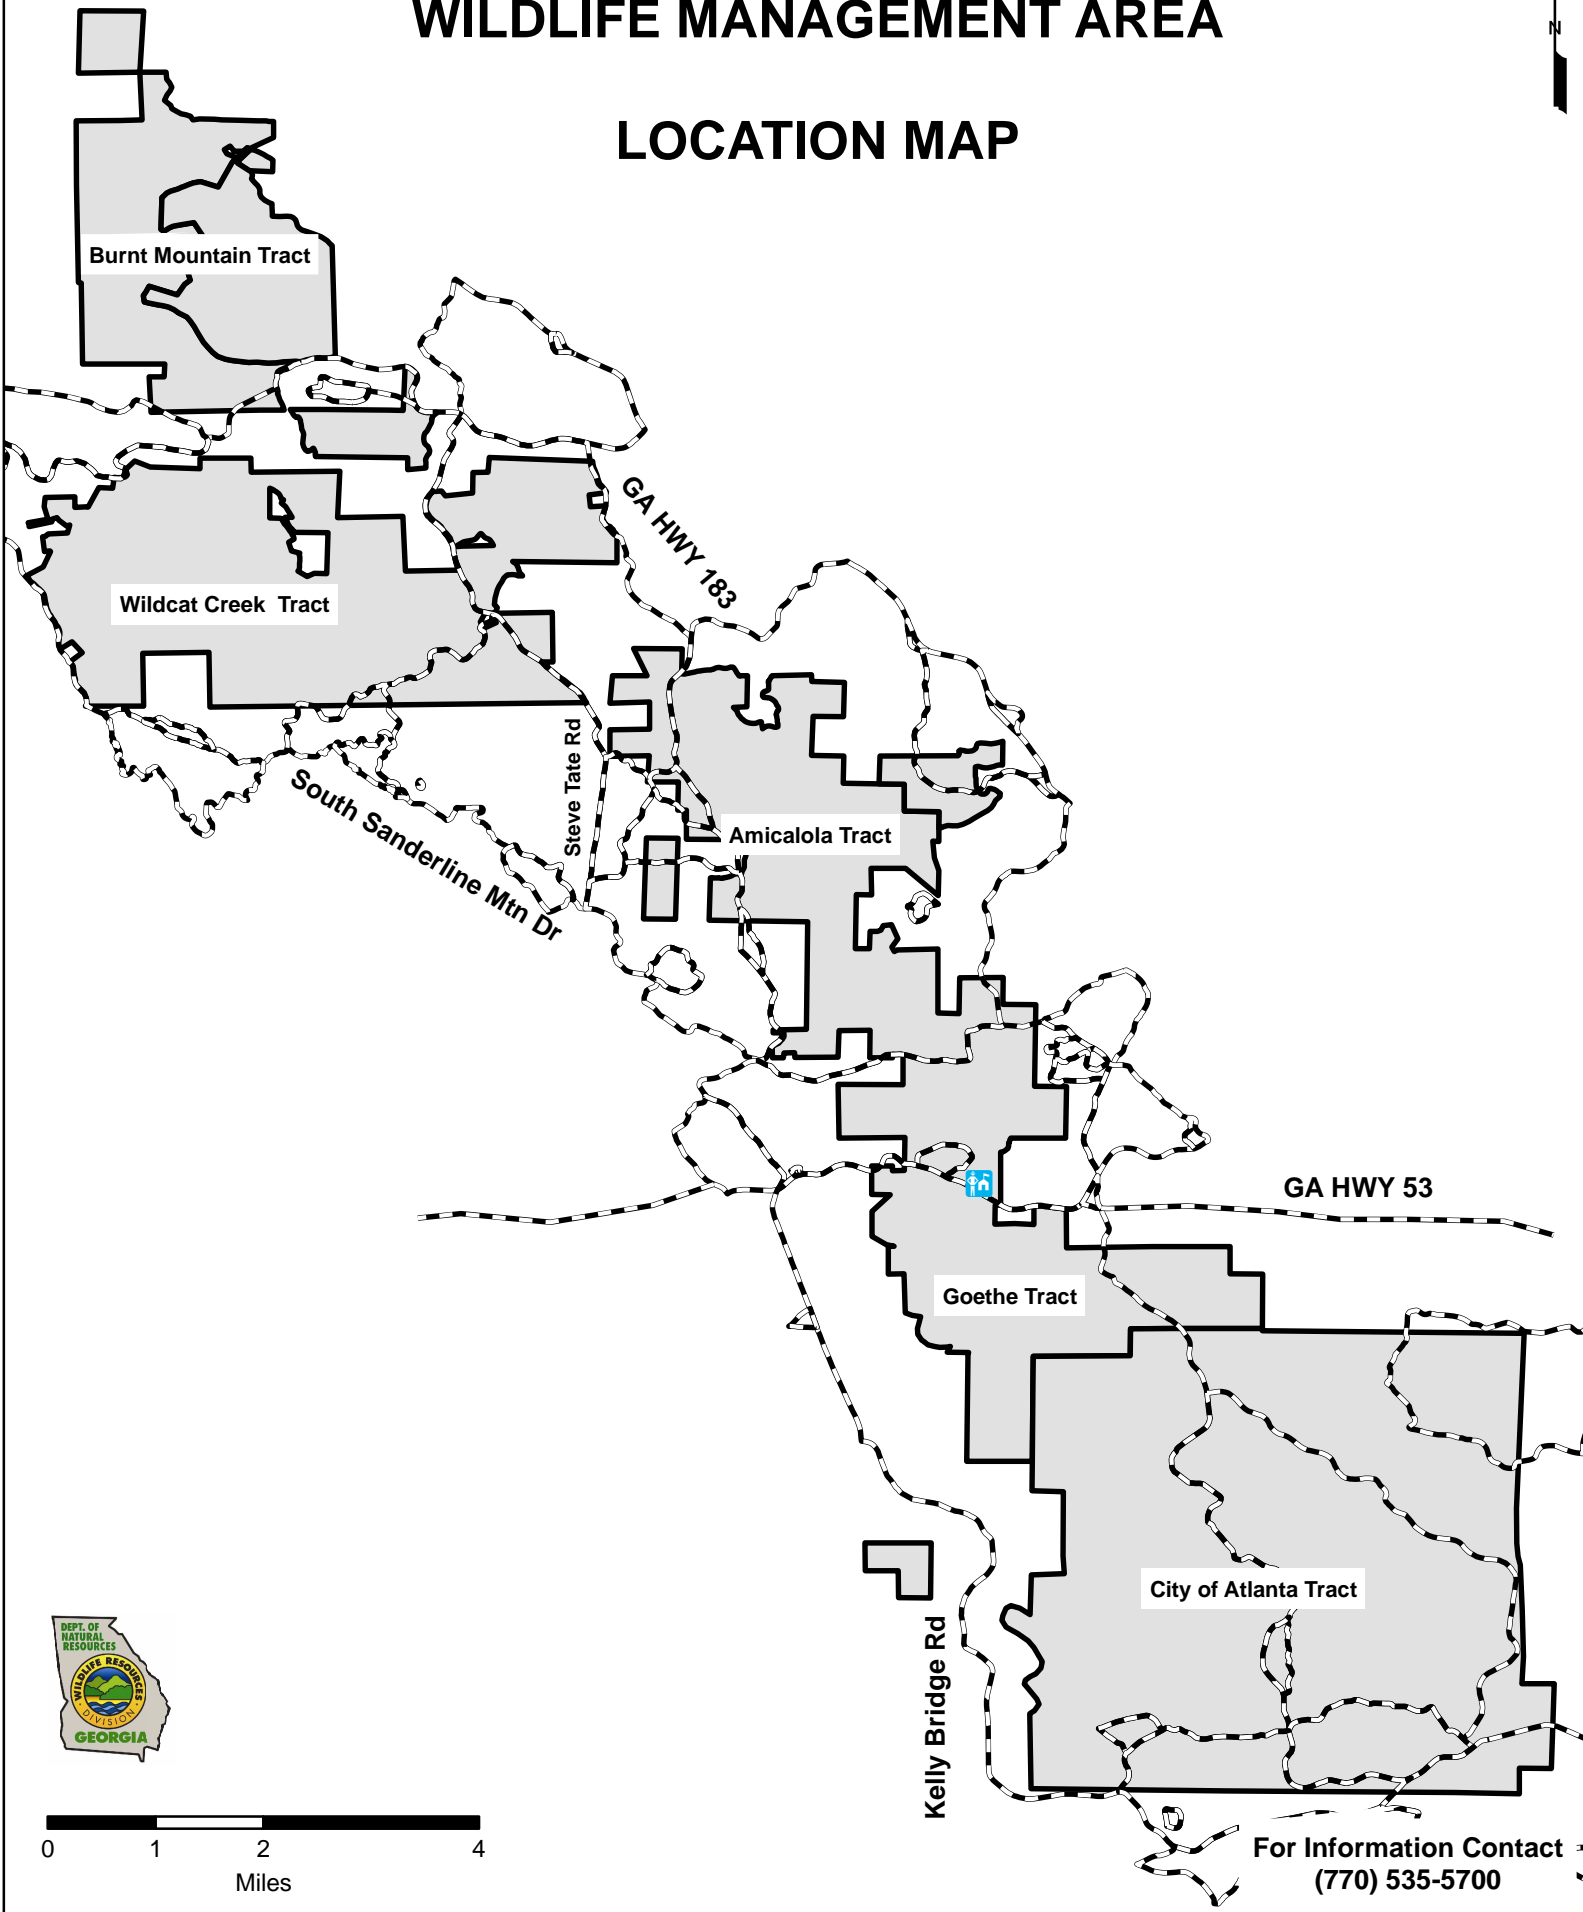 WILDLIFE MANAGEMENT AREA
N
LOCATION MAP
Burnt Mountain Tract
GA HWY 183
Wildcat Creek Tract
Steve Tate Rd
South Sanderline Mtn Dr
Amicalola Tract
GA HWY 53
Goethe Tract
City of Atlanta Tract
Kelly Bridge Rd
DEPT. OF
NATURAL
RESOURCES
WILDLIFE RESOURCES
DIVISION
GEORGIA
0 1 2 4
Miles
For Information Contact
(770) 535-5700